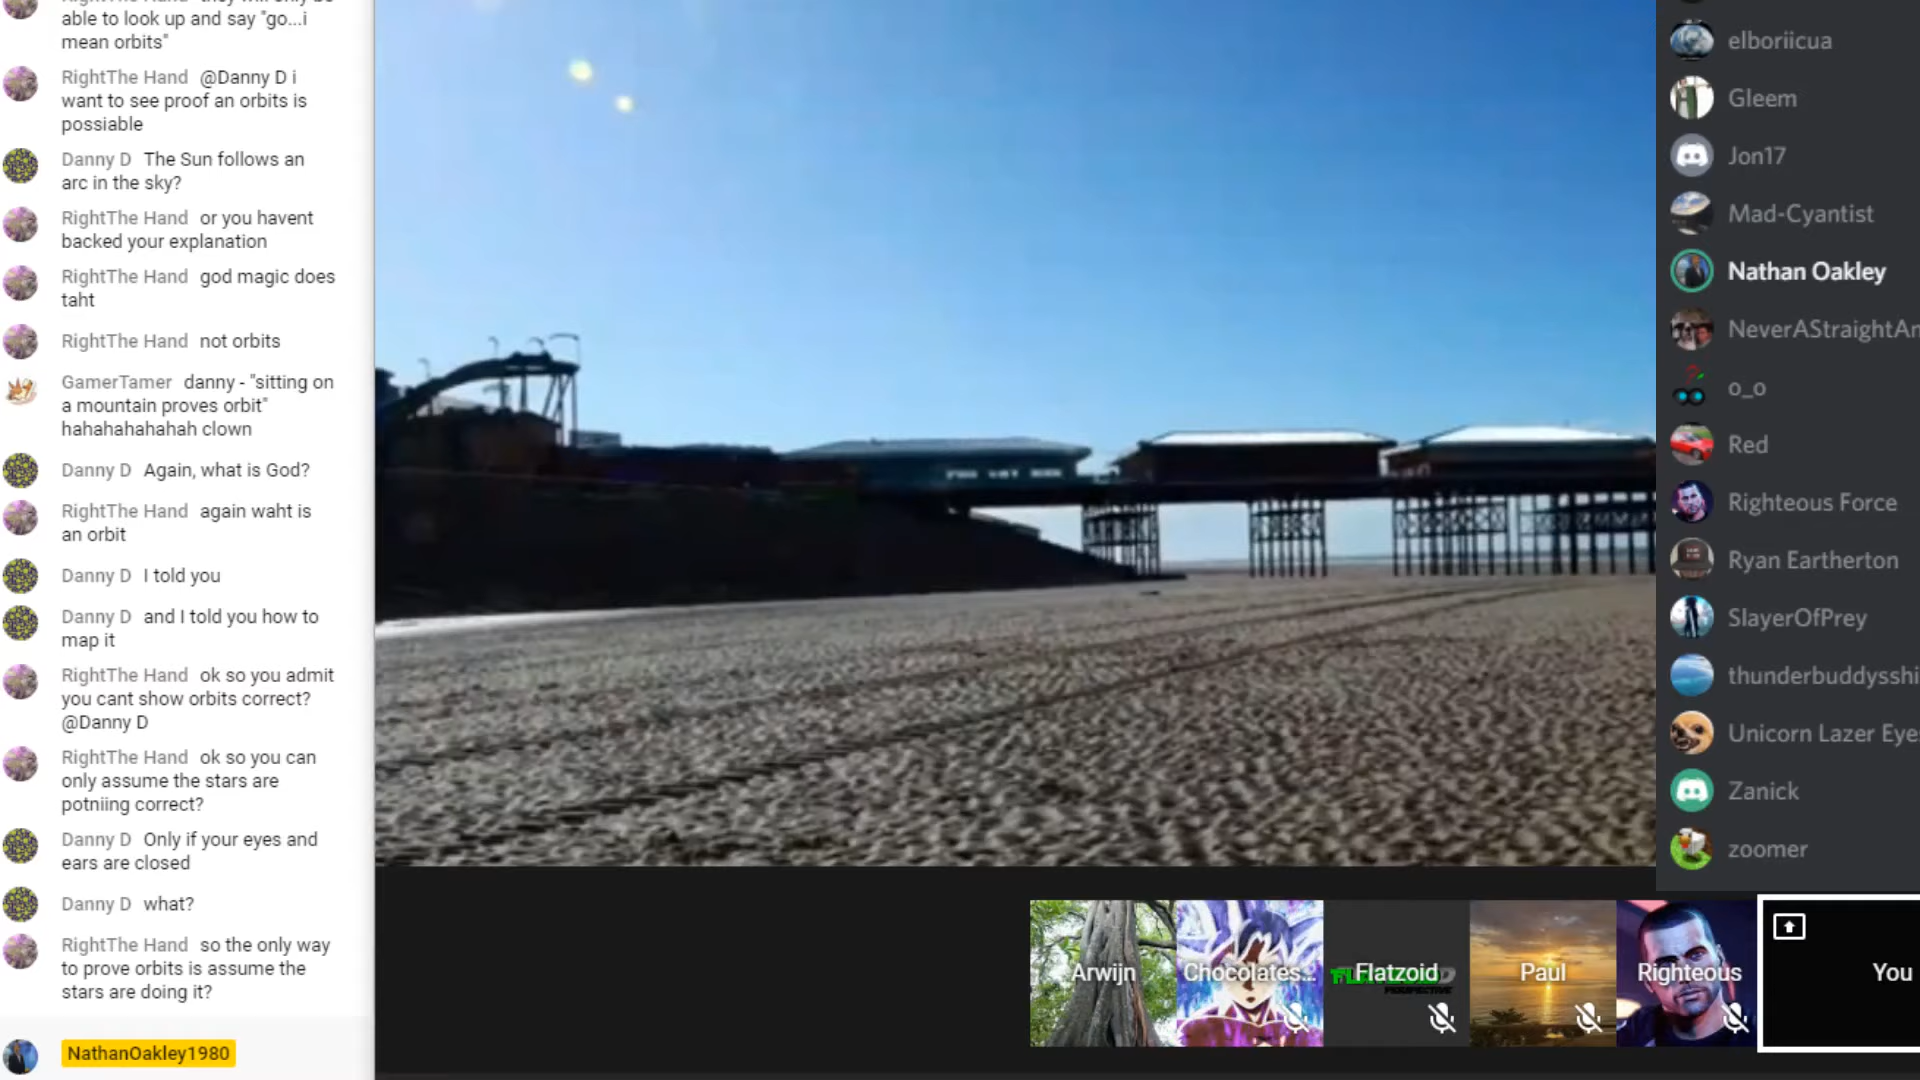 able to look up and say "go...i
mean orbits"
RightThe Hand @Danny D i
want to see proof an orbits is
possiable
Danny D The Sun follows an
arc in the sky?
RightThe Hand or you havent
backed your explanation
RightThe Hand god magic does
taht
RightThe Hand not orbits
GamerTamer danny - "sitting on
a mountain proves orbit"
hahahahahahah clown
Danny D Again, what is God?
RightThe Hand again waht is
an orbit
Danny D I told you
Danny D and I told you how to
map it
RightThe Hand ok so you admit
you cant show orbits correct?
@Danny D
RightThe Hand ok so you can
only assume the stars are
potniing correct?
Danny D Only if your eyes and
ears are closed
Danny D what?
RightThe Hand so the only way
to prove orbits is assume the
stars are doing it?
NathanOakley1980
elboriicua
Gleem
Jon17
Mad-Cyantist
Nathan Oakley
NeverAStraightAn
o_o
Red
Righteous Force
Ryan Eartherton
SlayerOfPrey
thunderbuddysshi
Unicorn Lazer Eyes
Zanick
zoomer
Arwijn
Chocolates...
Flatzoid
PERSPECTIVE
Paul
Righteous
You